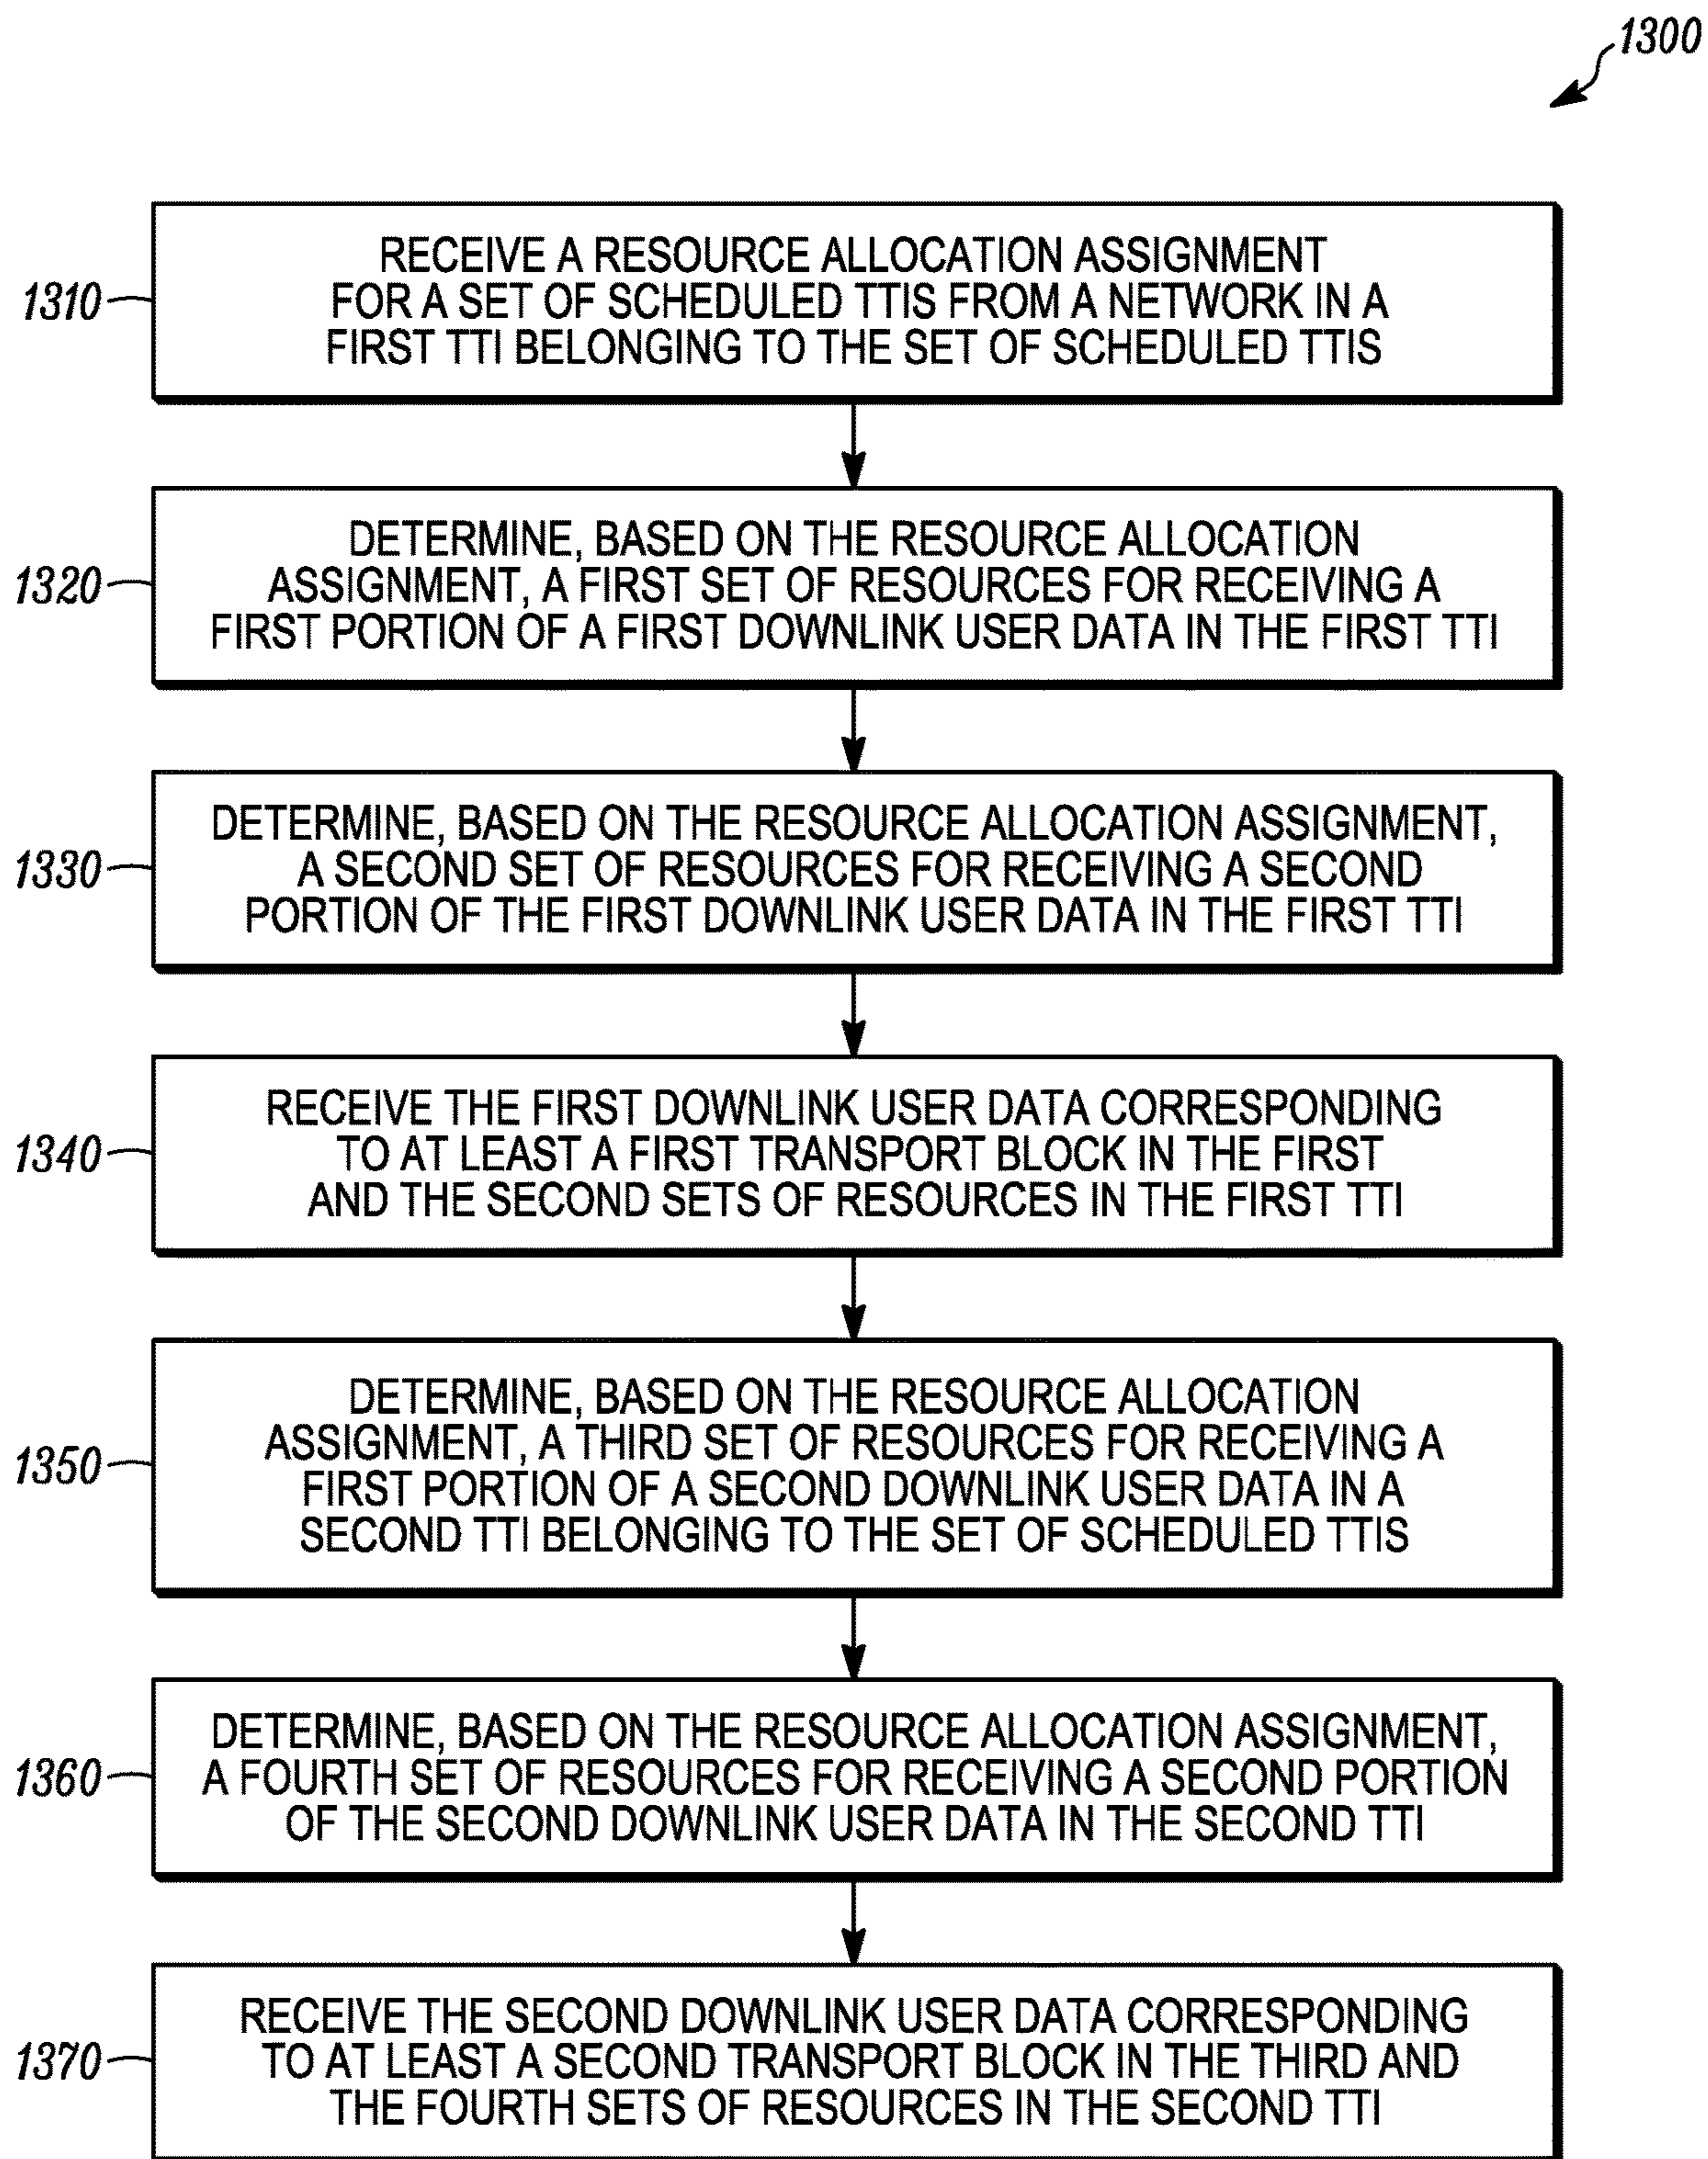 1300
1310
RECEIVE A RESOURCE ALLOCATION ASSIGNMENT
FOR A SET OF SCHEDULED TTIS FROM A NETWORK IN A
FIRST TTI BELONGING TO THE SET OF SCHEDULED TTIS
1320
DETERMINE, BASED ON THE RESOURCE ALLOCATION
ASSIGNMENT, A FIRST SET OF RESOURCES FOR RECEIVING A
FIRST PORTION OF A FIRST DOWNLINK USER DATA IN THE FIRST TTI
1330
DETERMINE, BASED ON THE RESOURCE ALLOCATION ASSIGNMENT,
A SECOND SET OF RESOURCES FOR RECEIVING A SECOND
PORTION OF THE FIRST DOWNLINK USER DATA IN THE FIRST TTI
1340
RECEIVE THE FIRST DOWNLINK USER DATA CORRESPONDING
TO AT LEAST A FIRST TRANSPORT BLOCK IN THE FIRST
AND THE SECOND SETS OF RESOURCES IN THE FIRST TTI
1350
DETERMINE, BASED ON THE RESOURCE ALLOCATION
ASSIGNMENT, A THIRD SET OF RESOURCES FOR RECEIVING A
FIRST PORTION OF A SECOND DOWNLINK USER DATA IN A
SECOND TTI BELONGING TO THE SET OF SCHEDULED TTIS
1360
DETERMINE, BASED ON THE RESOURCE ALLOCATION ASSIGNMENT,
A FOURTH SET OF RESOURCES FOR RECEIVING A SECOND PORTION
OF THE SECOND DOWNLINK USER DATA IN THE SECOND TTI
1370
RECEIVE THE SECOND DOWNLINK USER DATA CORRESPONDING
TO AT LEAST A SECOND TRANSPORT BLOCK IN THE THIRD AND
THE FOURTH SETS OF RESOURCES IN THE SECOND TTI